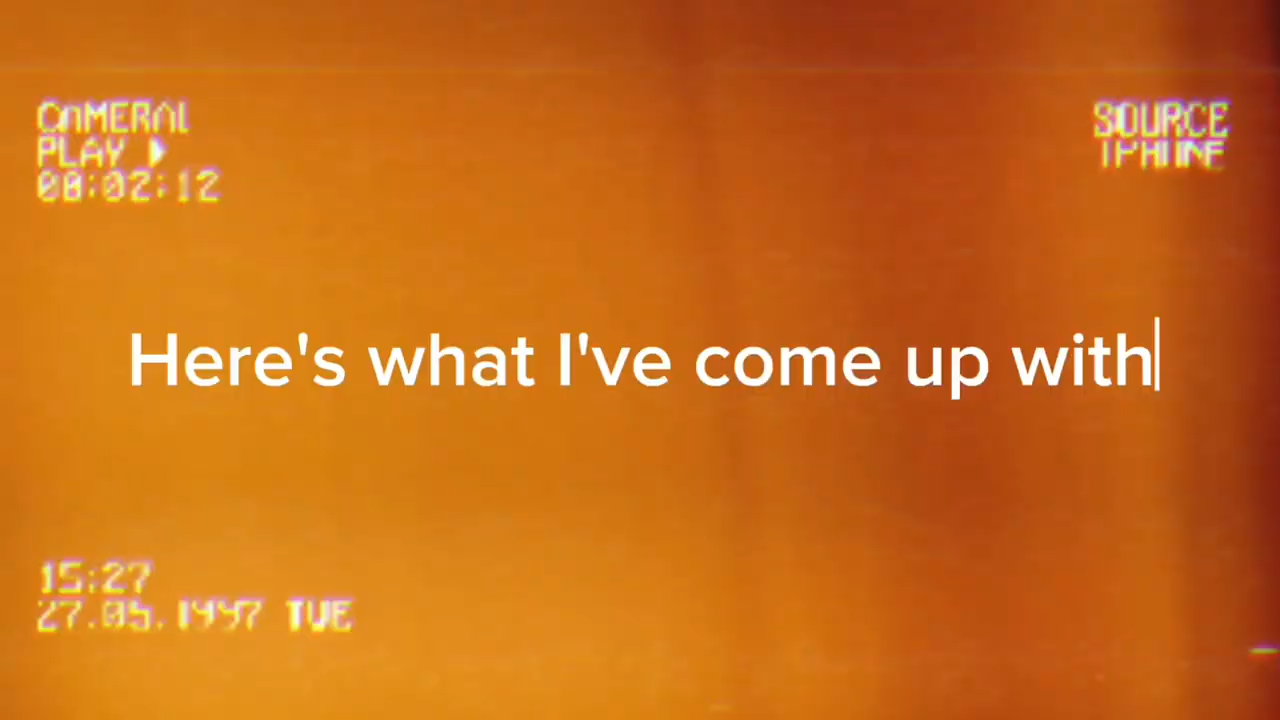 CAMERA1
PLAY
SOURCE
IPHONE
00:02:12
Here's what I've come up with
15:27
27.05.1997 TUE